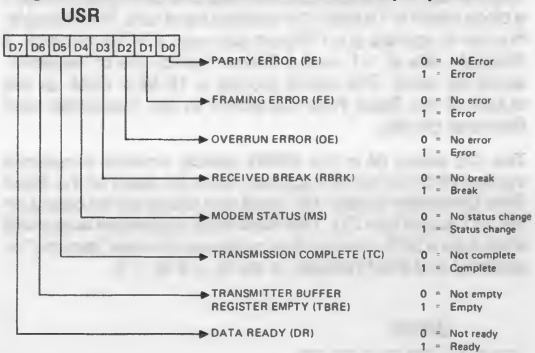 USR
D7 D6 D5 D4 D3 D2 D1 D0
PARITY ERROR (PE) 0 = No Error
1 = Error
FRAMING ERROR (FE) 0 = No error
1 = Error
OVERRUN ERROR (OE) 0 = No error
1 = Error
RECEIVED BREAK (RBRK) 0 = No break
1 = Break
MODEM STATUS (MS) 0 = No status change
1 = Status change
TRANSMISSION COMPLETE (TC) 0 = Not complete
1 = Complete
TRANSMITTER BUFFER 0 = Not empty
REGISTER EMPTY (TBRE) 1 = Empty
DATA READY (DR) 0 = Not ready
1 = Ready